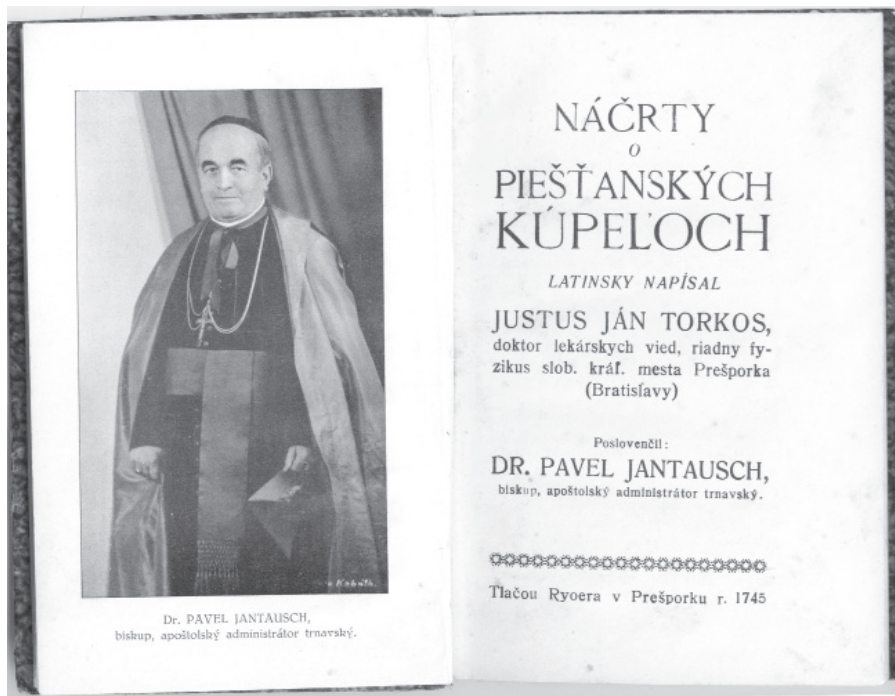 Kabáth.
Dr. PAVEL JANTAUSCH,
biskup, apoštolský administrátor trnavský.
NÁČRTY
O
PIEŠŤANSKÝCH
KÚPEĽOCH
LATINSKY NAPÍSAL
JUSTUS JÁN TORKOS,
doktor lekárskych vied, riadny fy-
zikus slob. kráľ. mesta Prešporka
(Bratislavy)
Poslovenčil:
DR. PAVEL JANTAUSCH,
biskup, apoštolský administrátor trnavský.
Tlačou Ryoera v Prešporku r. 1745